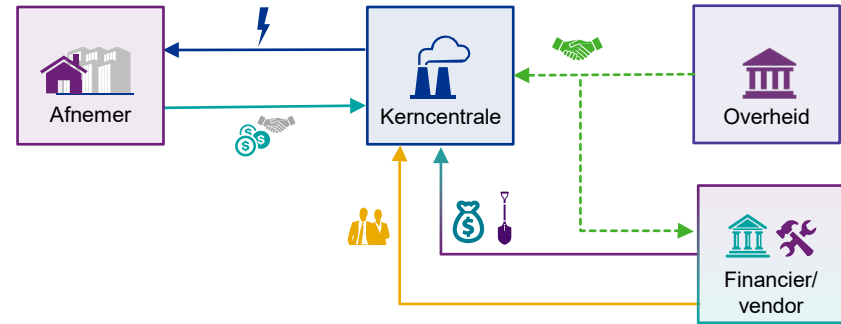 Afnemer
Kerncentrale
Overheid
Financier/
vendor